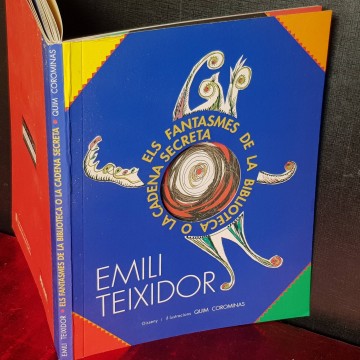 EMILI TEIXIDOR • ELS FANTASMES DE LA BIBLIOTECA O LA CADENA SECRETA • QUIM COROMINAS
ELS FANTASMES DE LA BIBLIOTECA O LA CADENA SECRETA
EMILI
TEIXIDOR
Disseny i il·lustracions QUIM COROMINAS